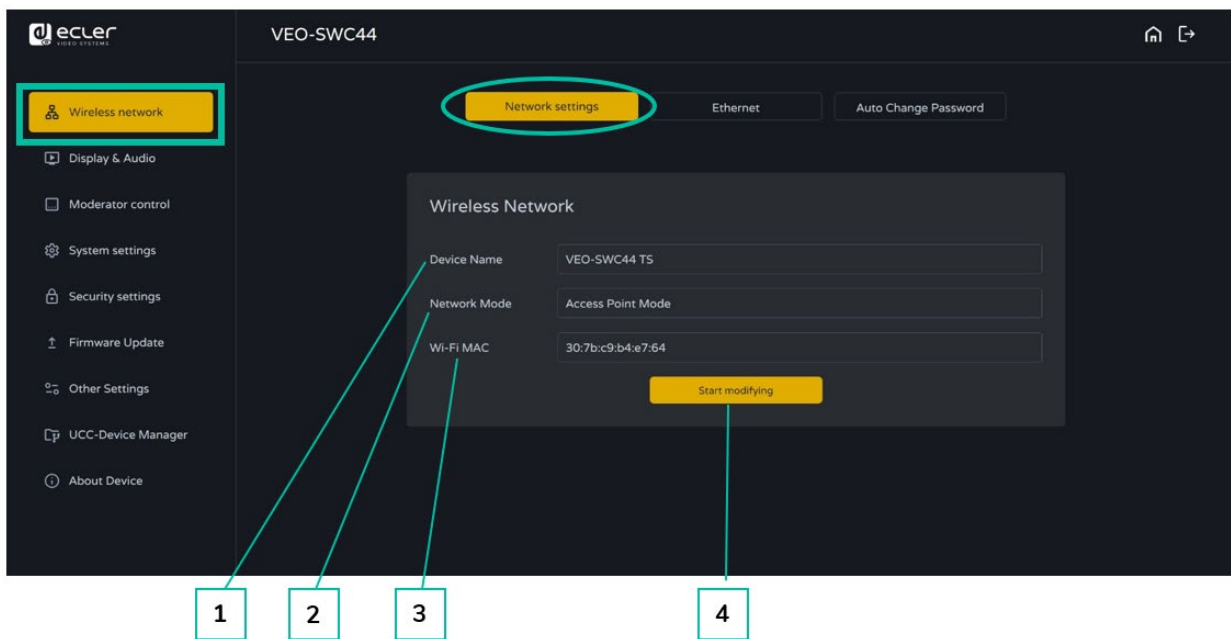 ecler
VIDEO SYSTEMS
VEO-SWC44
Wireless network
Display & Audio
Moderator control
System settings
Security settings
Firmware Update
Other Settings
UCC-Device Manager
About Device
Network settings
Ethernet
Auto Change Password
Wireless Network
Device Name
VEO-SWC44 TS
Network Mode
Access Point Mode
Wi-Fi MAC
30:7b:c9:b4:e7:64
Start modifying
1
2
3
4